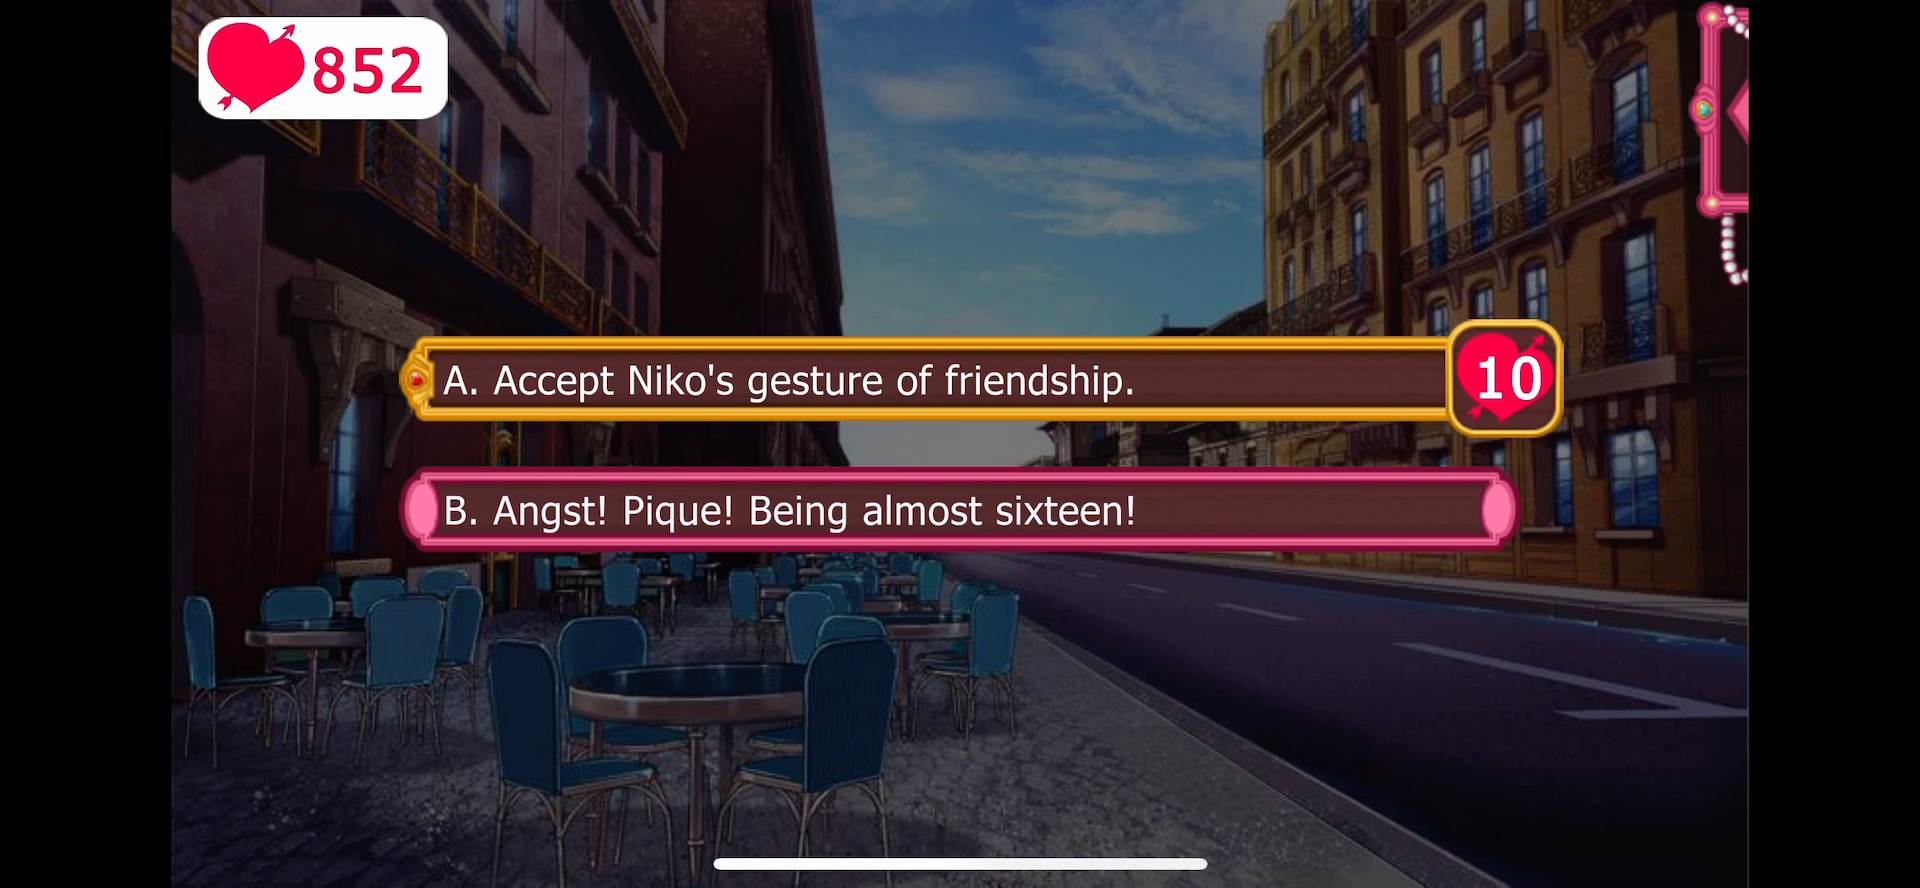 852
A. Accept Niko's gesture of friendship.
10
B. Angst! Pique! Being almost sixteen!